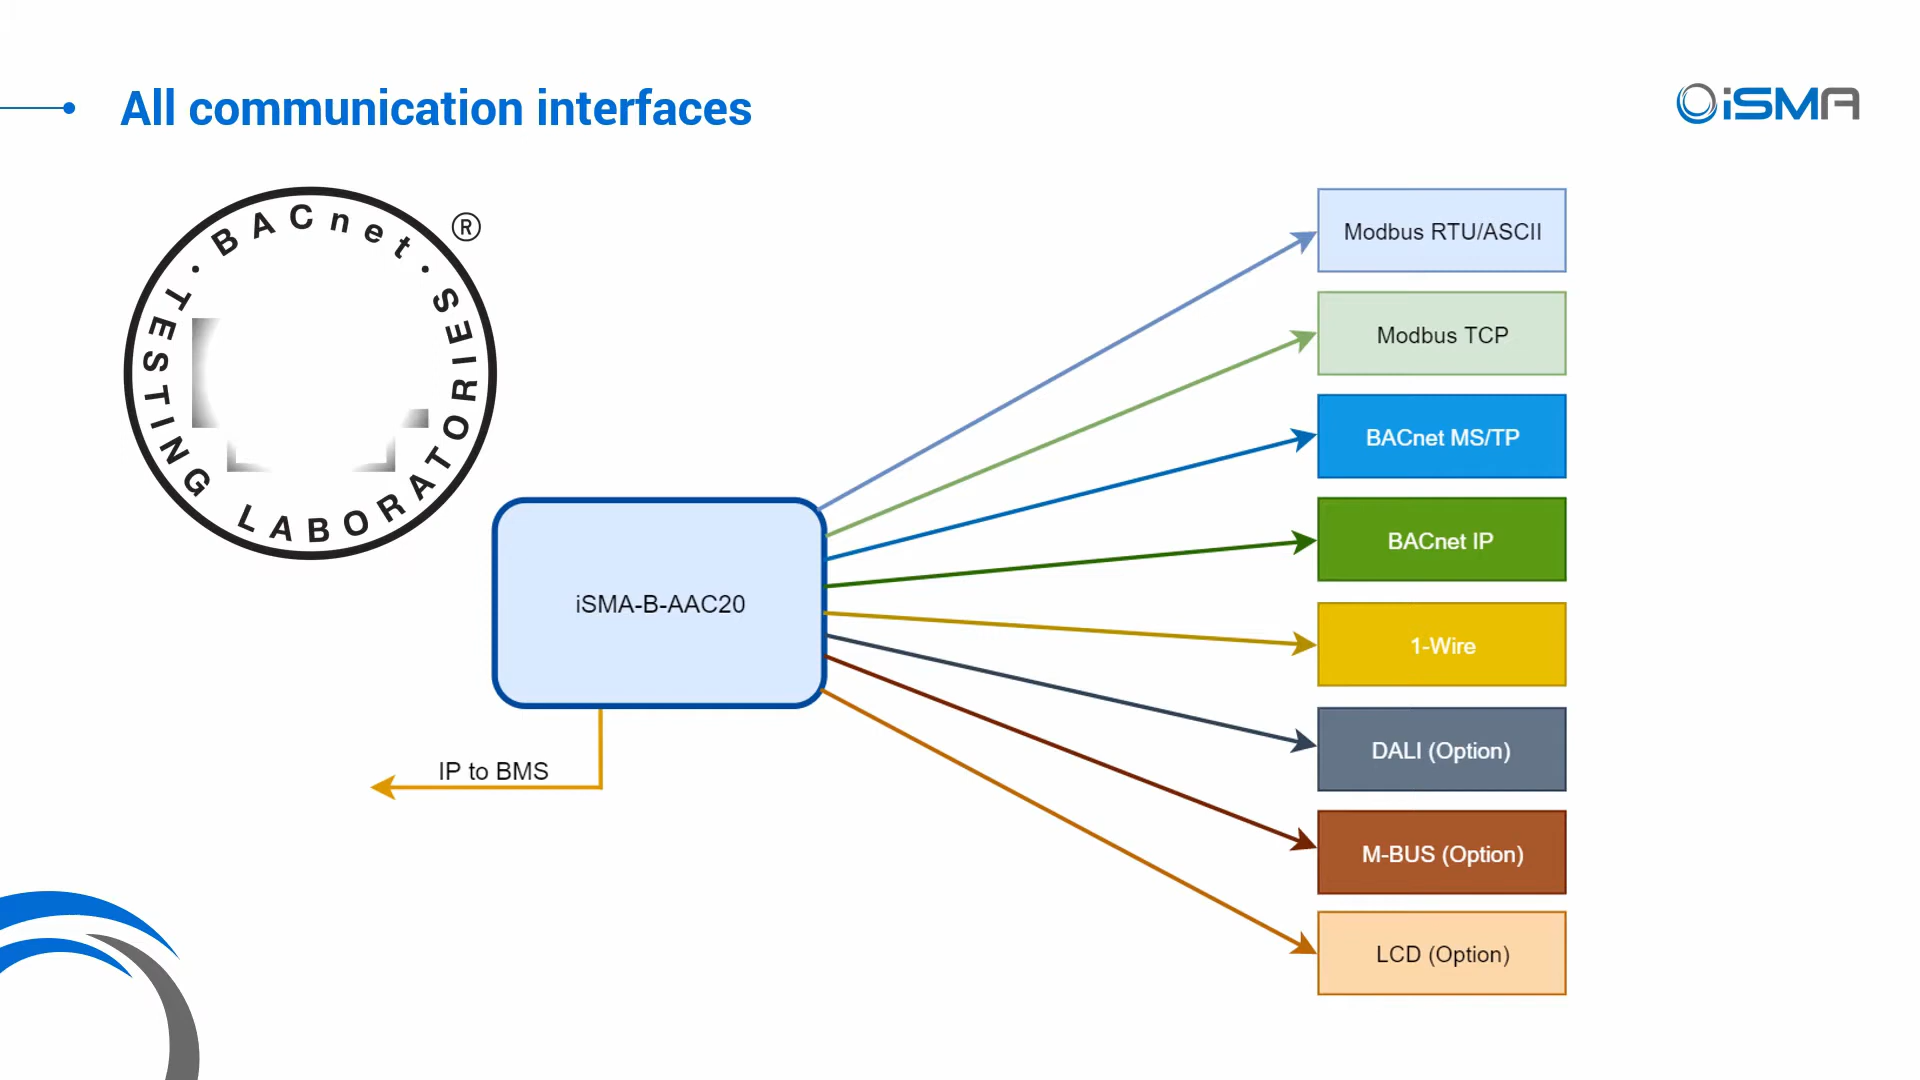 All communication interfaces
iSMA
BACnet · TESTING LABORATORIES ·
®
Modbus RTU/ASCII
Modbus TCP
BACnet MS/TP
BACnet IP
iSMA-B-AAC20
1-Wire
DALI (Option)
IP to BMS
M-BUS (Option)
LCD (Option)